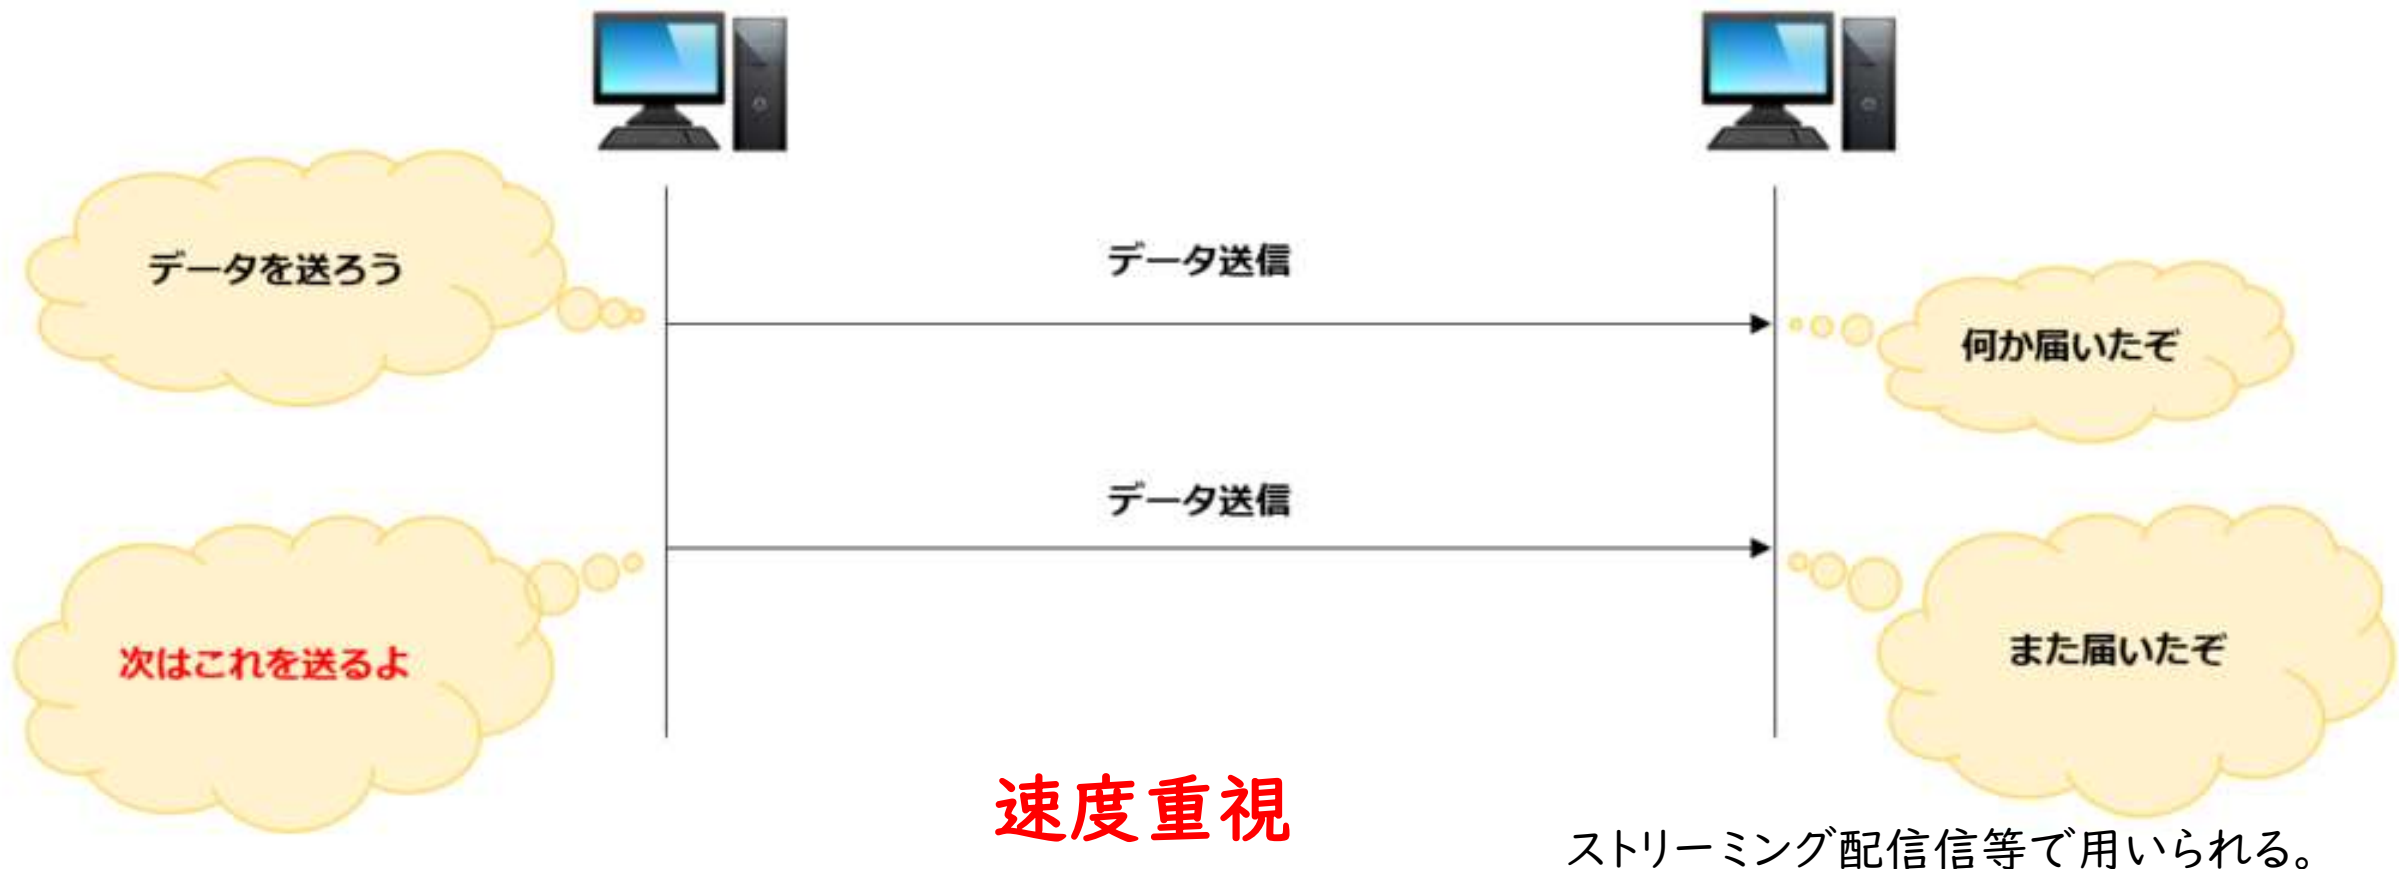 データを送ろう
データ送信
何か届いたぞ
データ送信
次はこれを送るよ
また届いたぞ
速度重視
ストリーミング配信信等で用いられる。